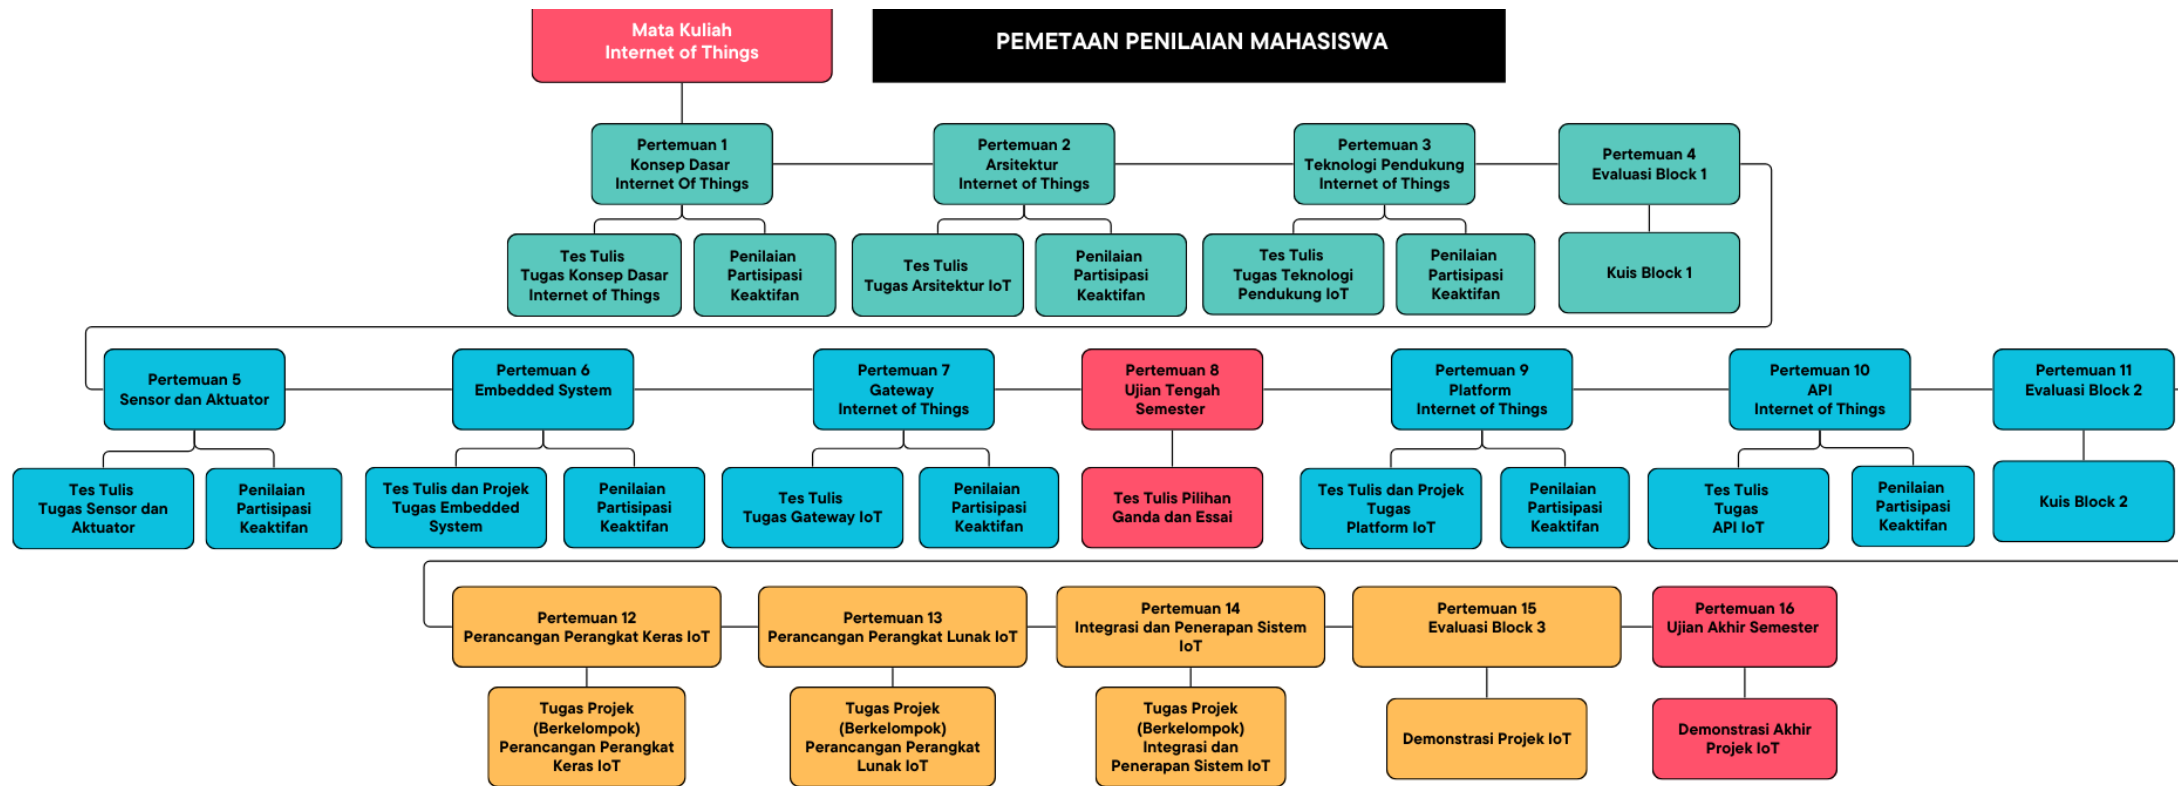 Mata Kuliah
Internet of Things
PEMETAAN PENILAIAN MAHASISWA
Pertemuan 1
Konsep Dasar
Internet Of Things
Pertemuan 2
Arsitektur
Internet of Things
Pertemuan 3
Teknologi Pendukung
Internet of Things
Pertemuan 4
Evaluasi Block 1
Tes Tulis
Tugas Konsep Dasar
Internet of Things
Penilaian
Partisipasi
Keaktifan
Tes Tulis
Tugas Arsitektur IoT
Penilaian
Partisipasi
Keaktifan
Tes Tulis
Tugas Teknologi
Pendukung IoT
Penilaian
Partisipasi
Keaktifan
Kuis Block 1
Pertemuan 5
Sensor dan Aktuator
Pertemuan 6
Embedded System
Pertemuan 7
Gateway
Internet of Things
Pertemuan 8
Ujian Tengah
Semester
Pertemuan 9
Platform
Internet of Things
Pertemuan 10
API
Internet of Things
Pertemuan 11
Evaluasi Block 2
Tes Tulis
Tugas Sensor dan
Aktuator
Penilaian
Partisipasi
Keaktifan
Tes Tulis dan Projek
Tugas Embedded
System
Penilaian
Partisipasi
Keaktifan
Tes Tulis
Tugas Gateway IoT
Penilaian
Partisipasi
Keaktifan
Tes Tulis Pilihan
Ganda dan Essai
Tes Tulis dan Projek
Tugas
Platform IoT
Penilaian
Partisipasi
Keaktifan
Tes Tulis
Tugas
API IoT
Penilaian
Partisipasi
Keaktifan
Kuis Block 2
Pertemuan 12
Perancangan Perangkat Keras IoT
Pertemuan 13
Perancangan Perangkat Lunak IoT
Pertemuan 14
Integrasi dan Penerapan Sistem
IoT
Pertemuan 15
Evaluasi Block 3
Pertemuan 16
Ujian Akhir Semester
Tugas Projek
(Berkelompok)
Perancangan Perangkat
Keras IoT
Tugas Projek
(Berkelompok)
Perancangan Perangkat
Lunak IoT
Tugas Projek
(Berkelompok)
Integrasi dan
Penerapan Sistem IoT
Demonstrasi Projek IoT
Demonstrasi Akhir
Projek IoT